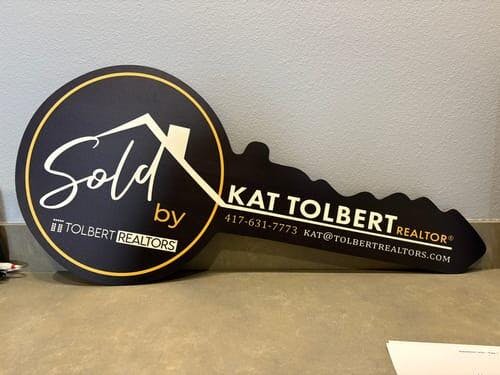 Sold
by
TOLBERT REALTORS
KAT TOLBERT REALTOR®
417-631-7773 KAT@TOLBERTREALTORS.COM